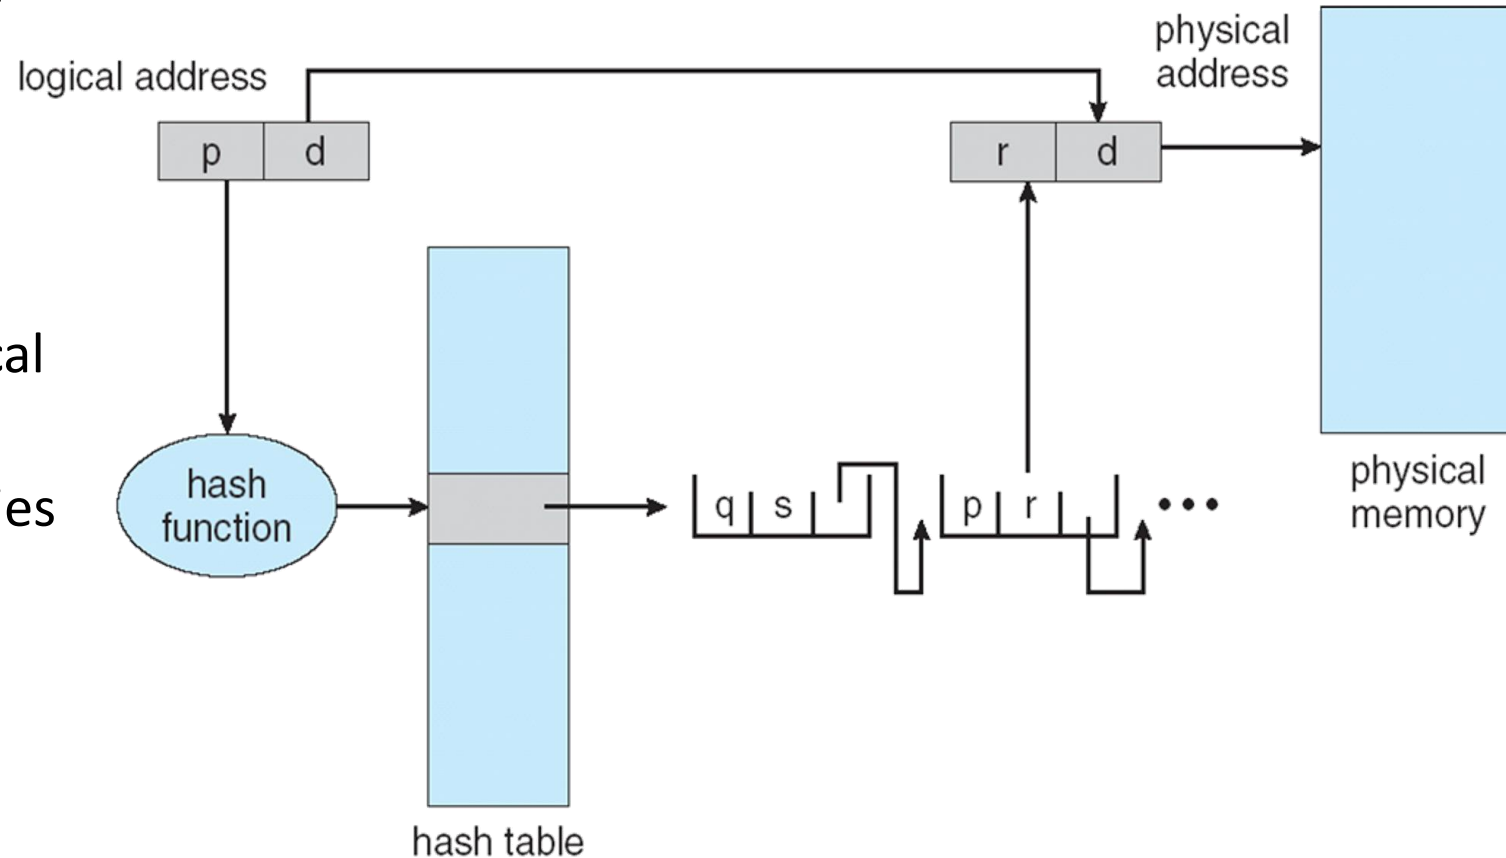 logical address
physical
address
p d
r d
cal
hash
function
q s
p r
•••
es
physical
memory
hash table